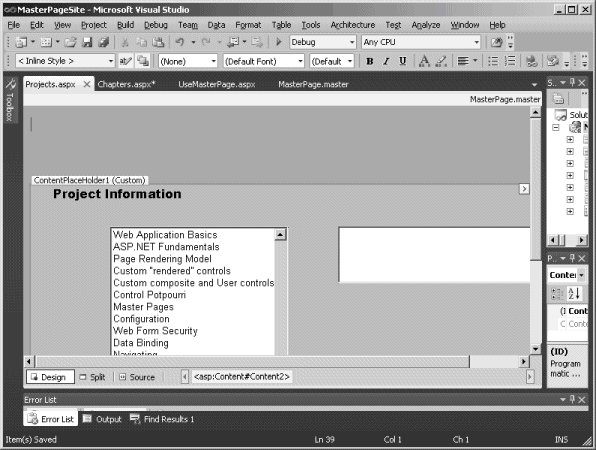 MasterPageSite - Microsoft Visual Studio
File Edit View Project Build Debug Team Data Format Table Tools Architecture Test Analyze Window Help
Debug Any CPU
< Inline Style > (None) (Default Font) (Default B I U A
Projects.aspx Chapters.aspx* UseMasterPage.aspx MasterPage.master S..
Toolbox
MasterPage.master
Solut
ContentPlaceHolder1 (Custom)
Project Information
Web Application Basics
ASP.NET Fundamentals
Page Rendering Model
Custom "rendered" controls
Custom composite and User controls
Control Potpourri
Master Pages
Configuration
Web Form Security
Data Binding
Navigating
P..
Conte
(I Cont
C Conte
(ID)
Program
matic ...
Design Split Source <asp:Content#Content2>
Error List
Error List Output Find Results 1
Item(s) Saved Ln 39 Col 1 Ch 1 INS